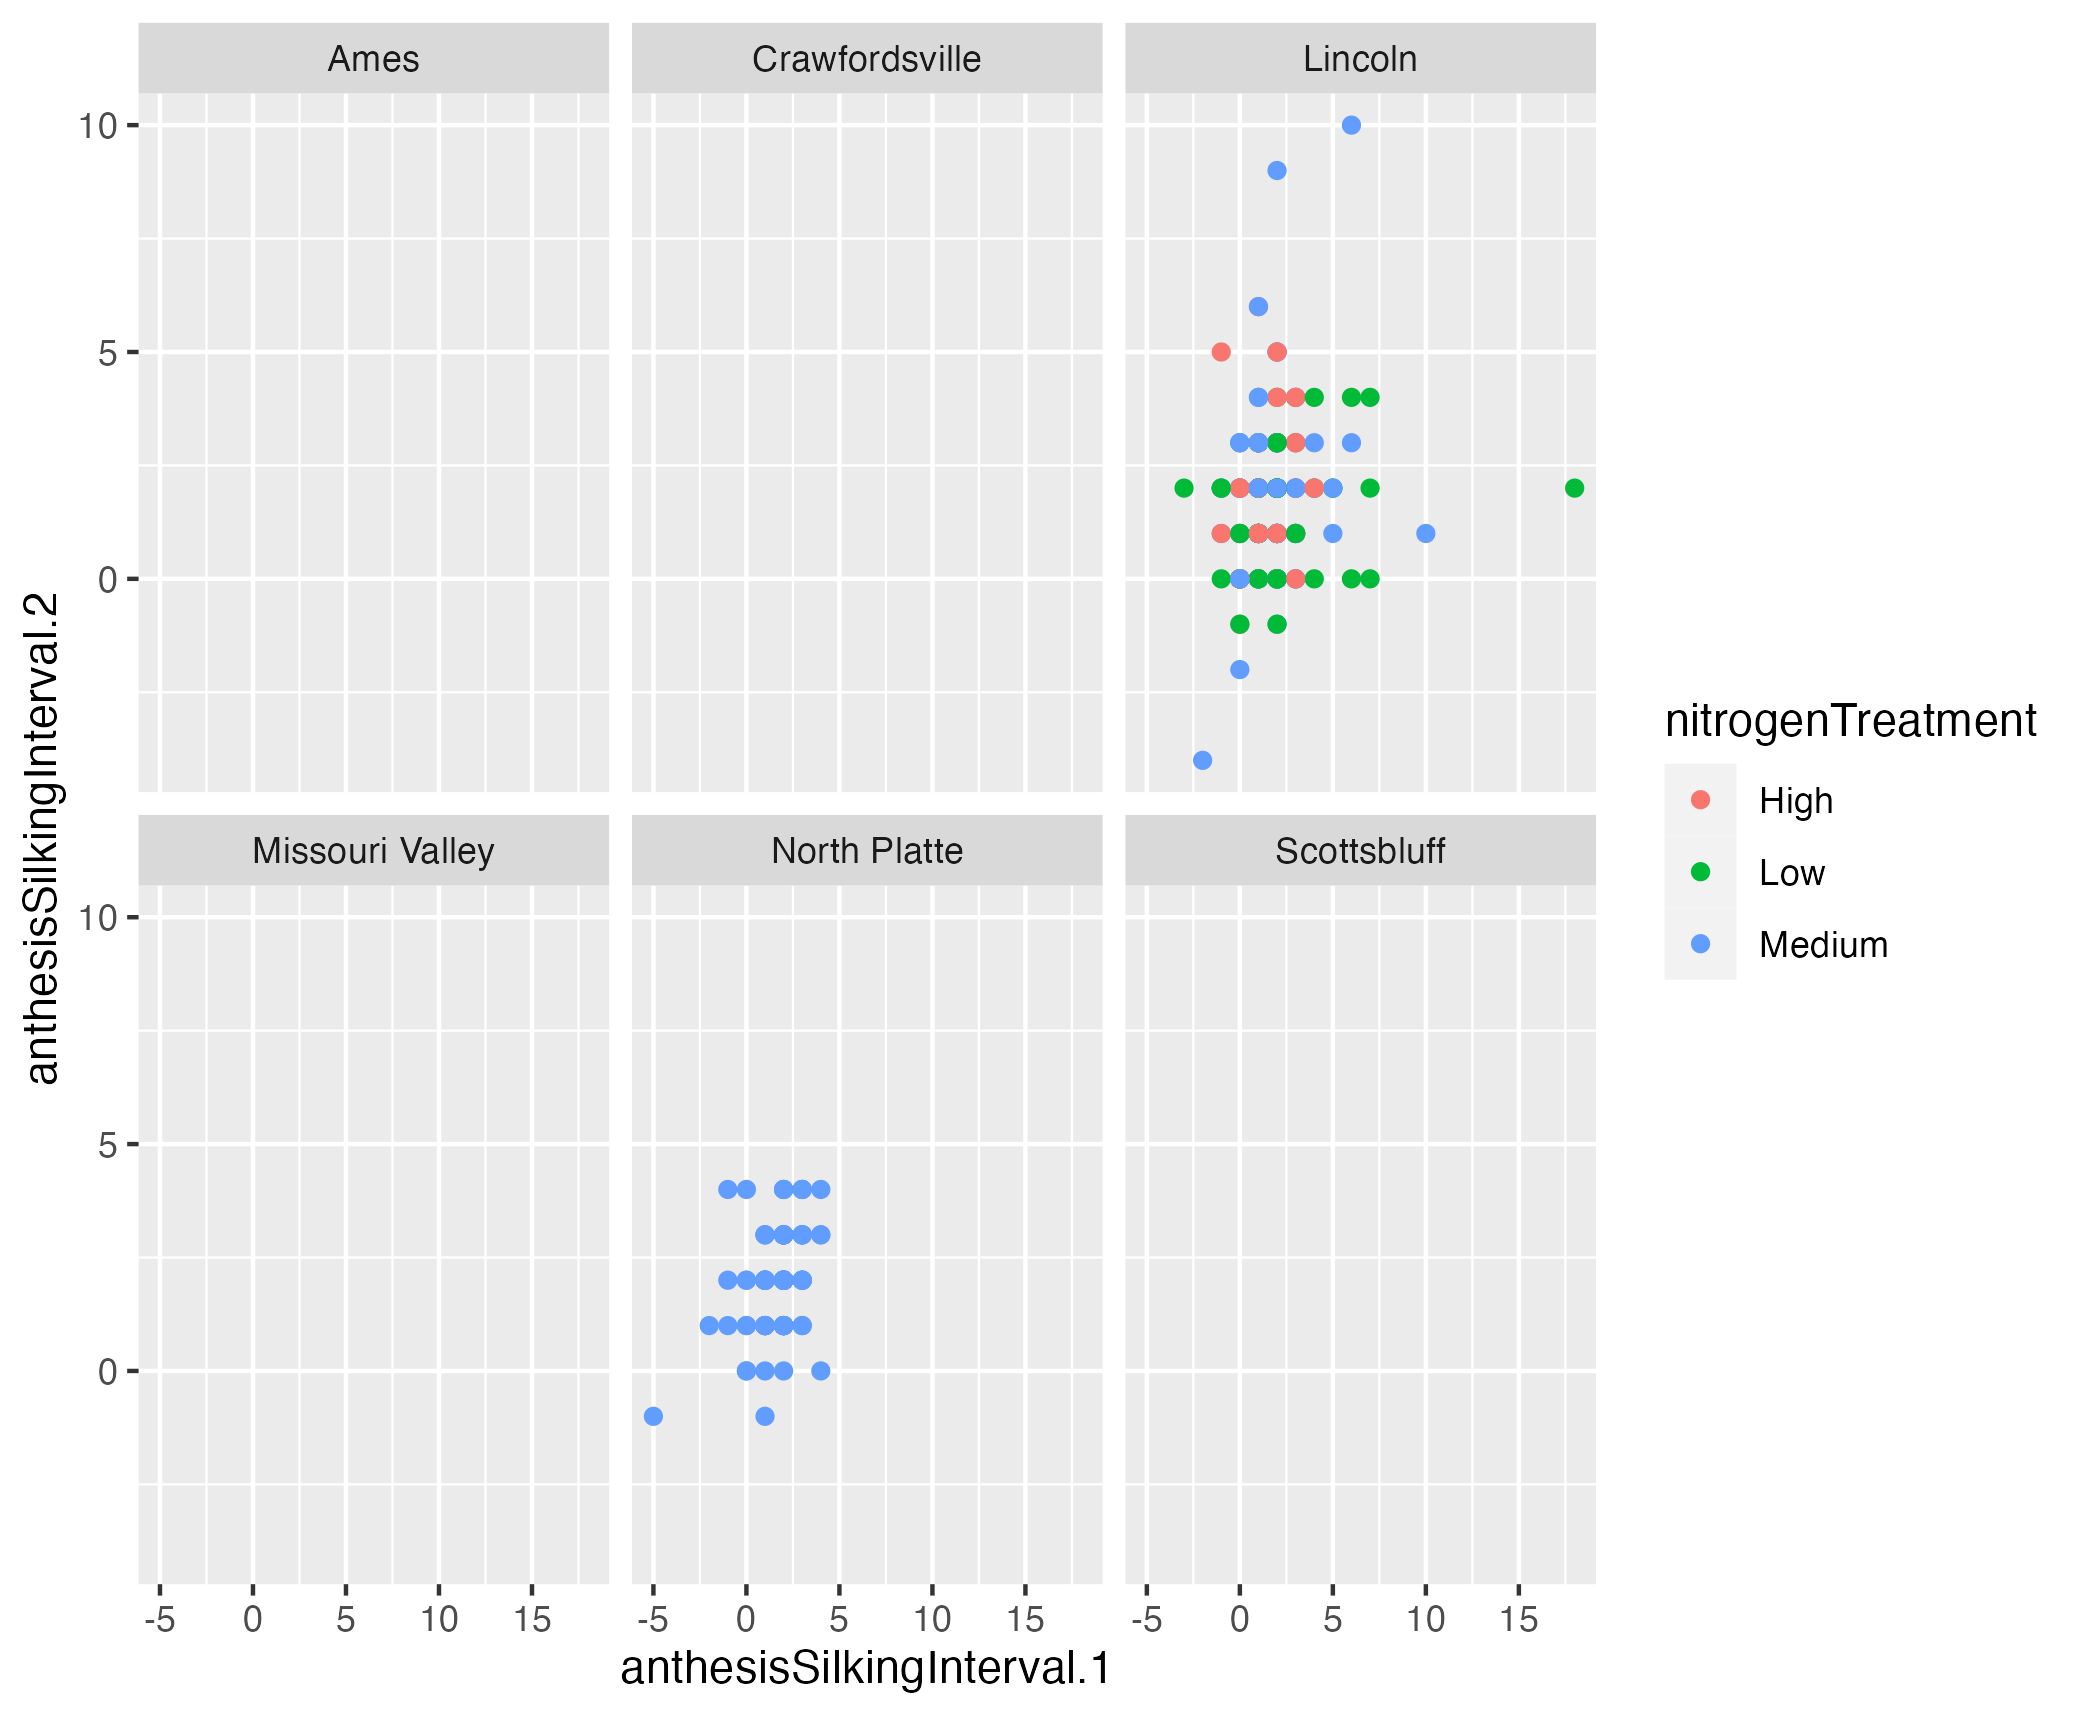 Ames
Crawfordsville
Lincoln
10
5
0
Missouri Valley
North Platte
Scottsbluff
10
5
0
-5 0 5 10 15
-5 0 5 10 15
-5 0 5 10 15
anthesisSilkingInterval.1
anthesisSilkingInterval.2
nitrogenTreatment
High
Low
Medium